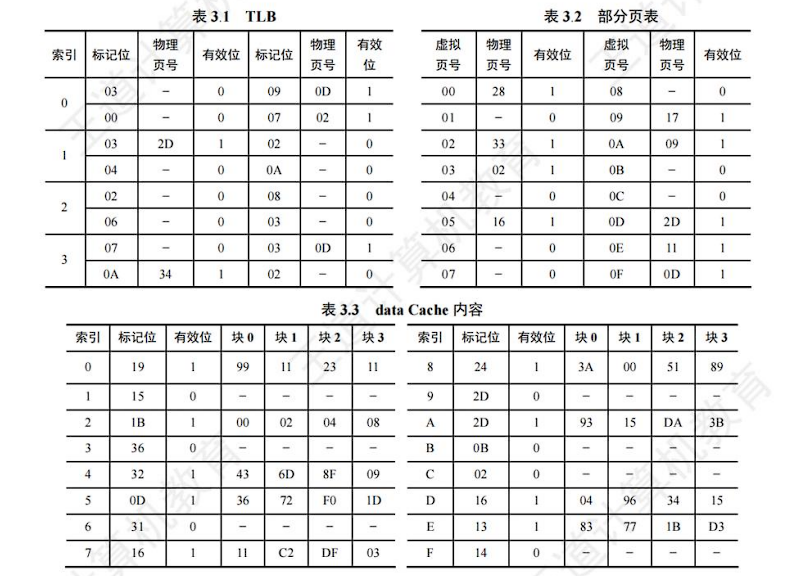 表 3.1 TLB
索引 标记位 物理页号 有效位 标记位 物理页号 有效位
0 03 – 0 09 0D 1
00 – 0 07 02 1
1 03 2D 1 02 – 0
04 – 0 0A – 0
2 02 – 0 08 – 0
06 – 0 03 – 0
3 07 – 0 03 0D 1
0A 34 1 02 – 0
表 3.2 部分页表
虚拟页号 物理页号 有效位 虚拟页号 物理页号 有效位
00 28 1 08 – 0
01 – 0 09 17 1
02 33 1 0A 09 1
03 02 1 0B – 0
04 – 0 0C – 0
05 16 1 0D 2D 1
06 – 0 0E 11 1
07 – 0 0F 0D 1
表 3.3 data Cache 内容
索引 标记位 有效位 块 0 块 1 块 2 块 3
0 19 1 99 11 23 11
1 15 0 – – – –
2 1B 1 00 02 04 08
3 36 0 – – – –
4 32 1 43 6D 8F 09
5 0D 1 36 72 F0 1D
6 31 0 – – – –
7 16 1 11 C2 DF 03
索引 标记位 有效位 块 0 块 1 块 2 块 3
8 24 1 3A 00 51 89
9 2D 0 – – – –
A 2D 1 93 15 DA 3B
B 0B 0 – – – –
C 02 0 – – – –
D 16 1 04 96 34 15
E 13 1 83 77 1B D3
F 14 0 – – – –
王道计算机教育